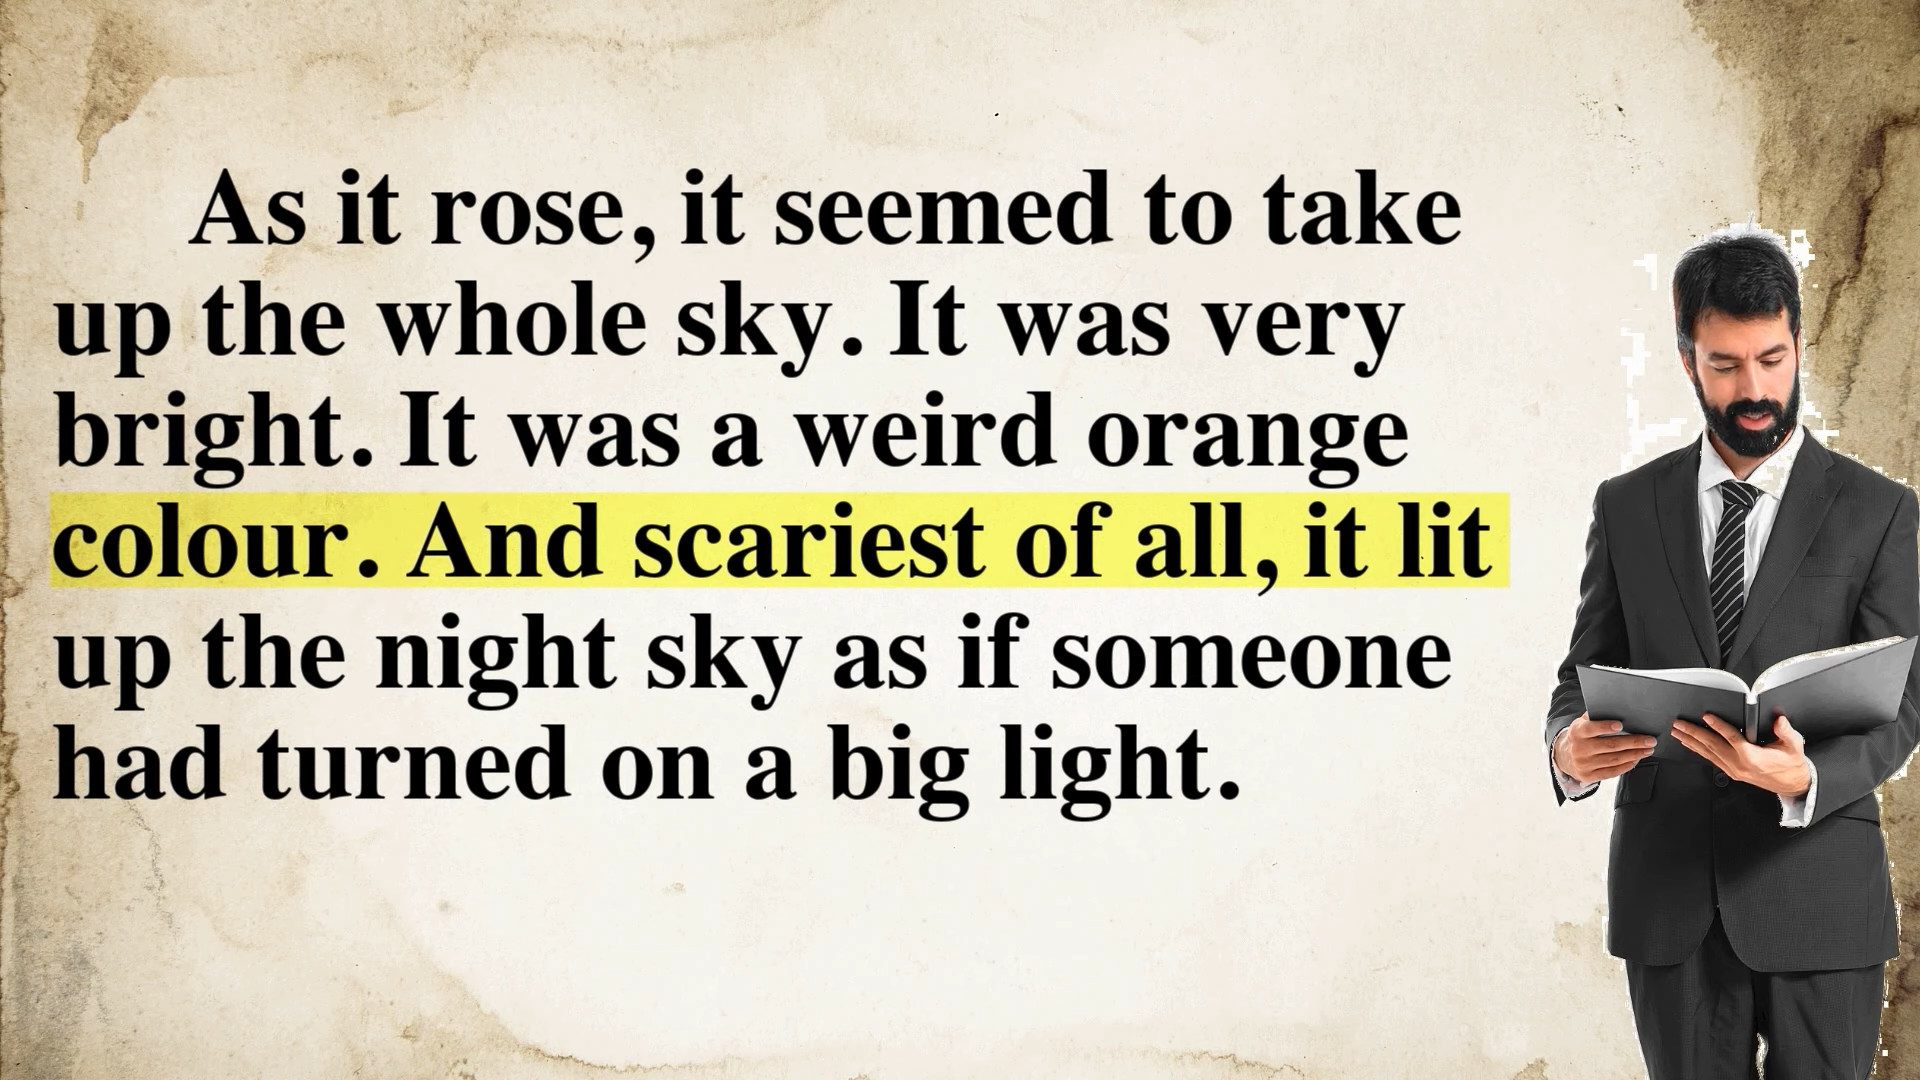 As it rose, it seemed to take
up the whole sky. It was very
bright. It was a weird orange
colour. And scariest of all, it lit
up the night sky as if someone
had turned on a big light.